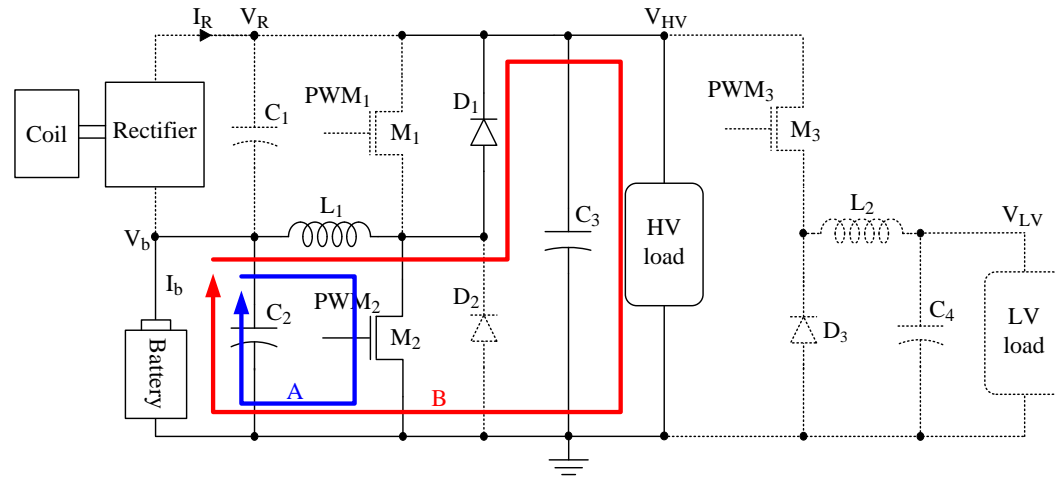 I_R
V_R
V_HV
PWM_1
D_1
PWM_3
C_1
M_1
M_3
Coil
Rectifier
L_1
L_2
V_b
C_3
HV
load
V_LV
I_b
PWM_2
D_2
C_2
M_2
D_3
C_4
LV
load
Battery
A
B